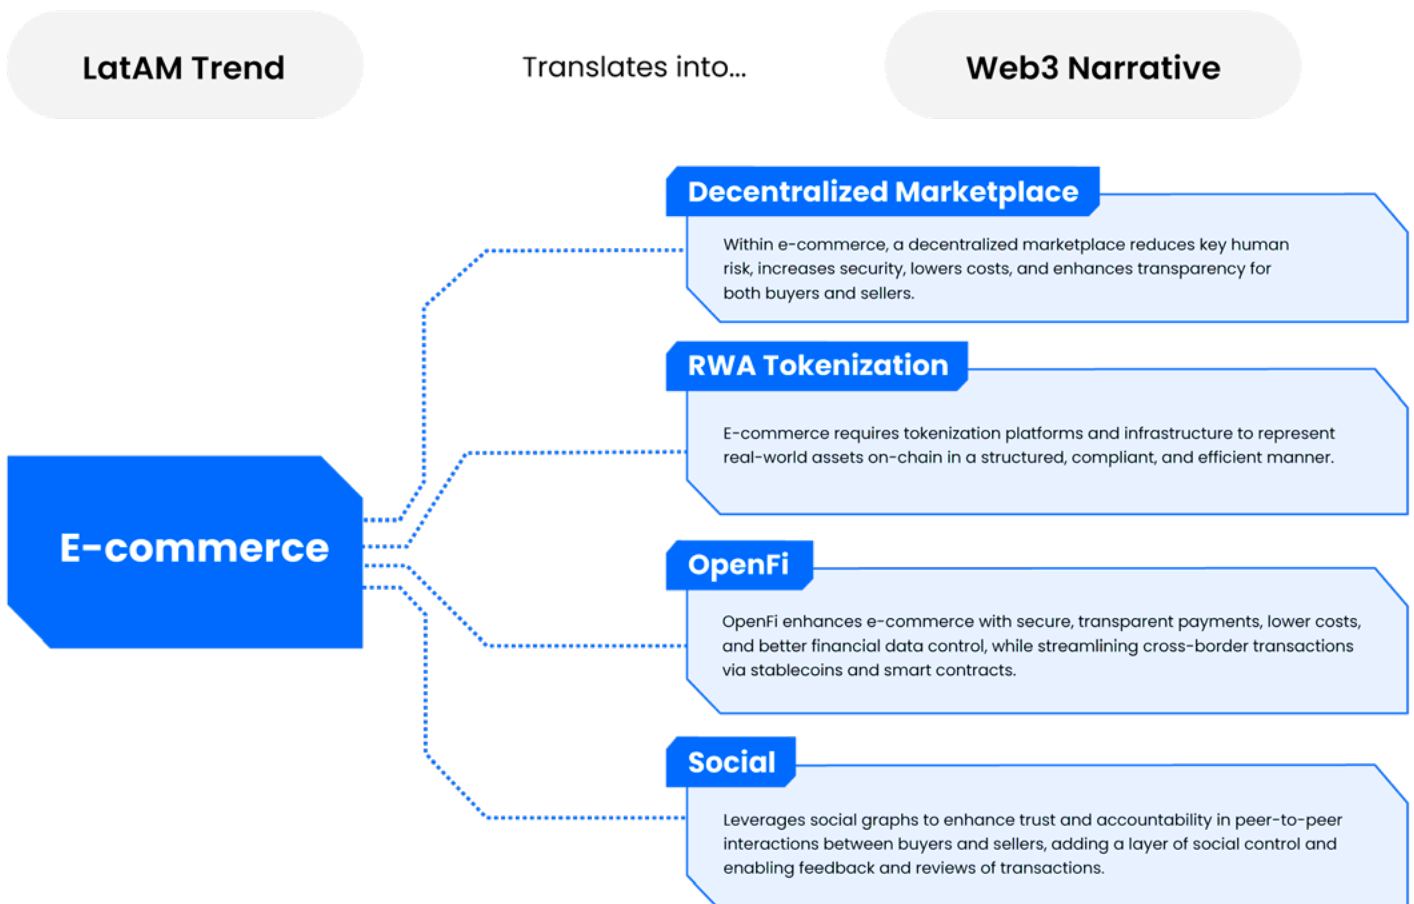 LatAM Trend
Translates into...
Web3 Narrative
Decentralized Marketplace
Within e-commerce, a decentralized marketplace reduces key human
risk, increases security, lowers costs, and enhances transparency for
both buyers and sellers.
RWA Tokenization
E-commerce requires tokenization platforms and infrastructure to represent
real-world assets on-chain in a structured, compliant, and efficient manner.
E-commerce
OpenFi
OpenFi enhances e-commerce with secure, transparent payments, lower costs,
and better financial data control, while streamlining cross-border transactions
via stablecoins and smart contracts.
Social
Leverages social graphs to enhance trust and accountability in peer-to-peer
interactions between buyers and sellers, adding a layer of social control and
enabling feedback and reviews of transactions.